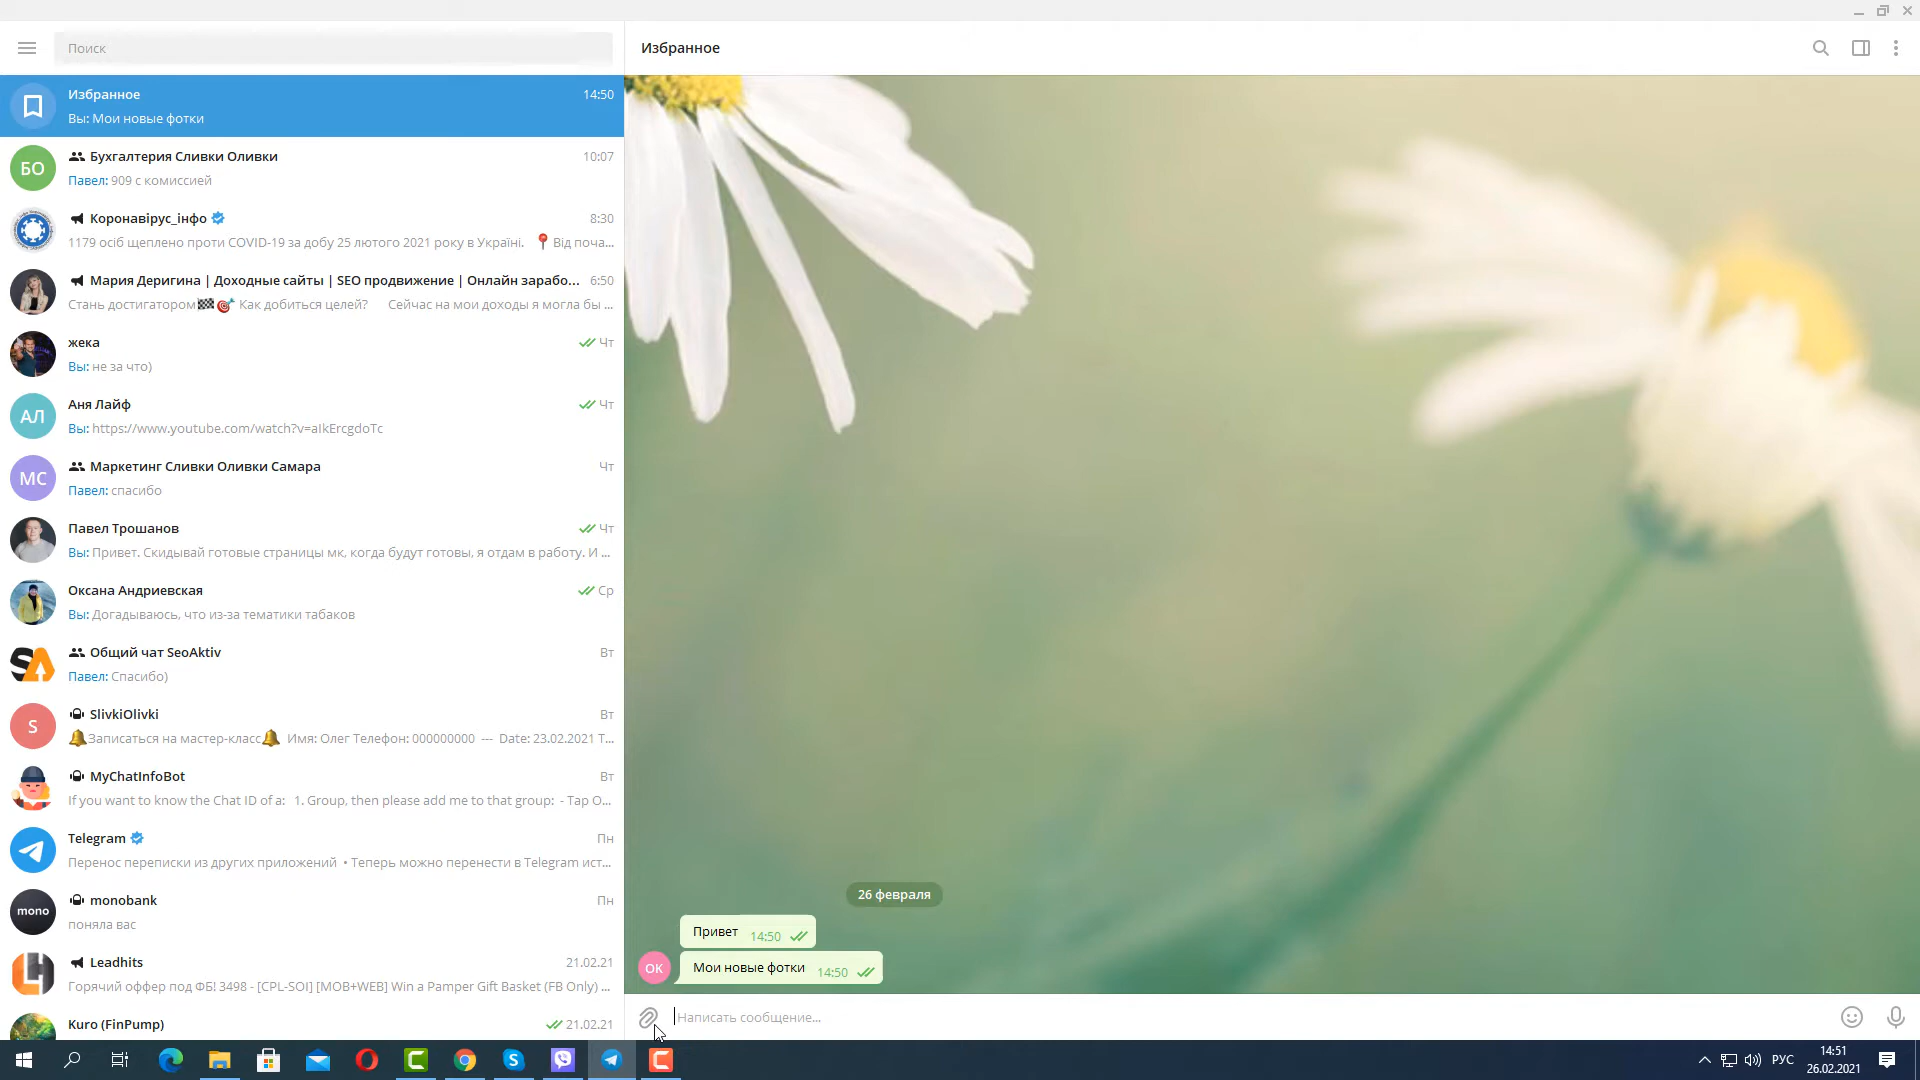 Поиск
Избранное
Избранное 14:50
Вы: Мои новые фотки
БО
Бухгалтерия Сливки Оливки 10:07
Павел: 909 с комиссией
Коронавірус_інфо 8:30
1179 осіб щеплено проти COVID-19 за добу 25 лютого 2021 року в Україні. 📍 Від поча...
Мария Деригина | Доходные сайты | SEO продвижение | Онлайн зарабо... 6:50
Стань достигатором🏁🎯 Как добиться целей? Сейчас на мои доходы я могла бы ...
жека Чт
Вы: не за что)
АЛ
Аня Лайф Чт
Вы: https://www.youtube.com/watch?v=aIkErcgdoTc
МС
Маркетинг Сливки Оливки Самара Чт
Павел: спасибо
Павел Трошанов Чт
Вы: Привет. Скидывай готовые страницы мк, когда будут готовы, я отдам в работу. И ...
Оксана Андриевская Ср
Вы: Догадываюсь, что из-за тематики табаков
SA
Общий чат SeoAktiv Вт
Павел: Спасибо)
S
SlivkiOlivki Вт
🔔Записаться на мастер-класс🔔 Имя: Олег Телефон: 000000000 --- Date: 23.02.2021 T...
MyChatInfoBot Вт
If you want to know the Chat ID of a: 1. Group, then please add me to that group: - Tap O...
Telegram Пн
Перенос переписки из других приложений • Теперь можно перенести в Telegram ист...
mono
monobank Пн
поняла вас
Leadhits 21.02.21
Горячий оффер под ФБ! 3498 - [CPL-SOI] [MOB+WEB] Win a Pamper Gift Basket (FB Only) ...
Kuro (FinPump) 21.02.21
26 февраля
Привет 14:50
OK
Мои новые фотки 14:50
Написать сообщение...
РУС
14:51
26.02.2021